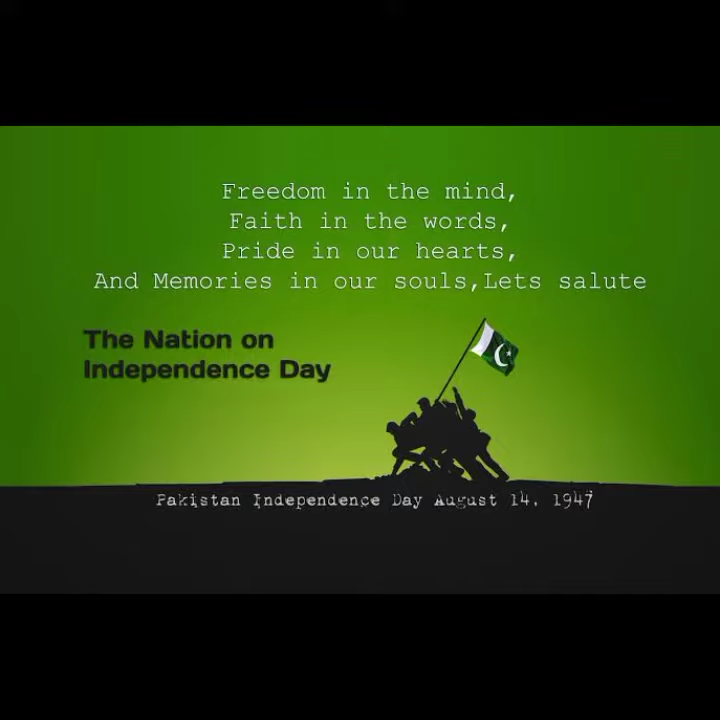 Freedom in the mind,
Faith in the words,
Pride in our hearts,
And Memories in our souls,Lets salute
The Nation on
Independence Day
Pakistan Independence Day August 14, 1947